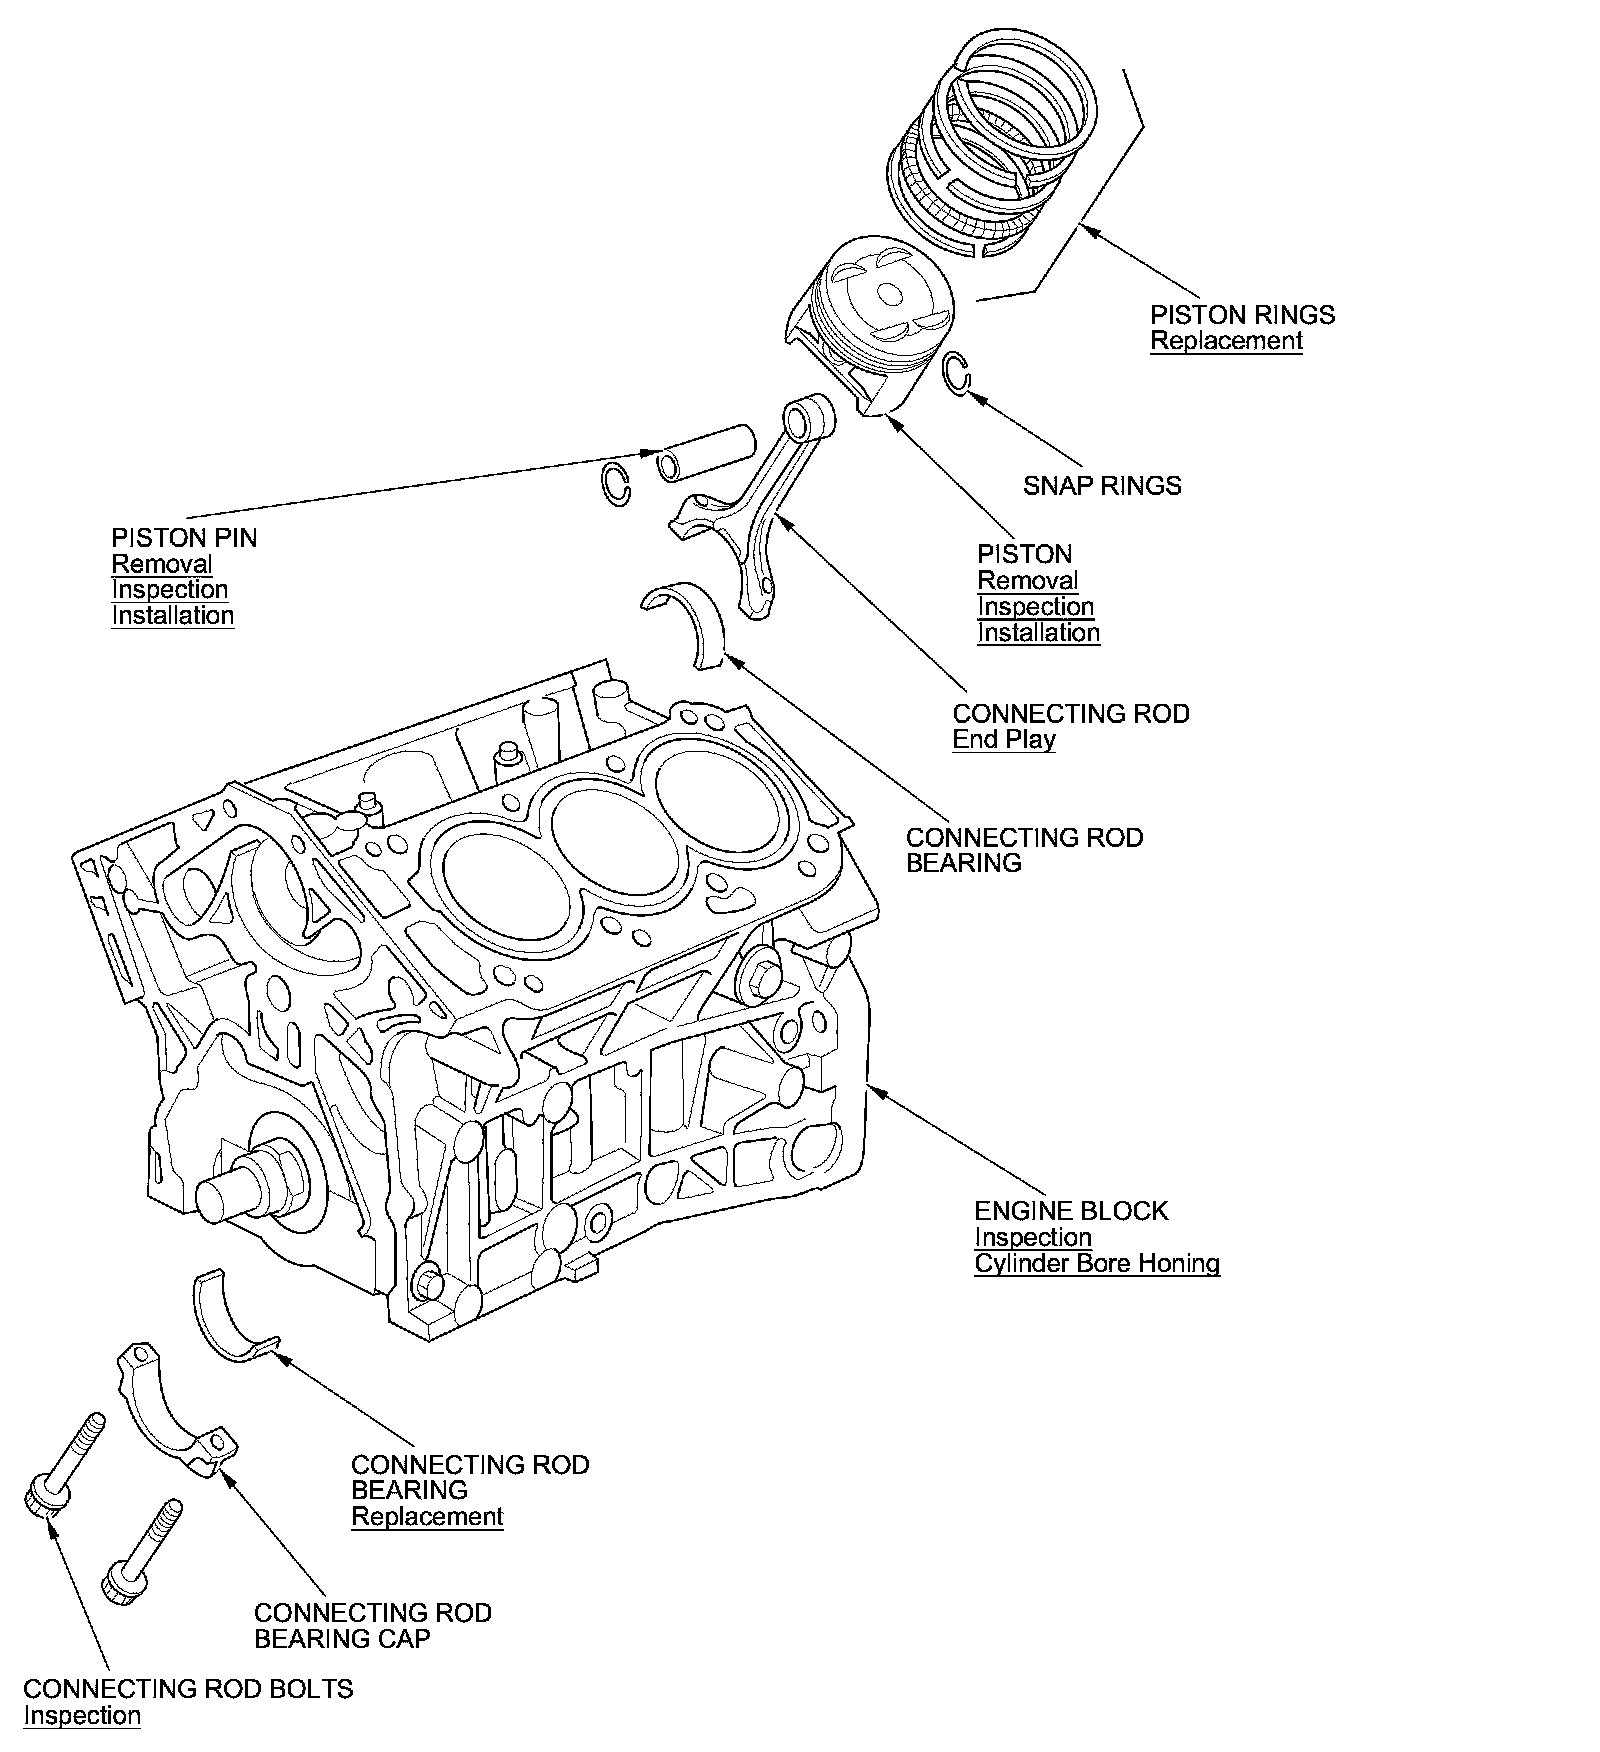 PISTON RINGS
Replacement
SNAP RINGS
PISTON PIN
Removal
Inspection
Installation
PISTON
Removal
Inspection
Installation
CONNECTING ROD
End Play
CONNECTING ROD
BEARING
ENGINE BLOCK
Inspection
Cylinder Bore Honing
CONNECTING ROD
BEARING
Replacement
CONNECTING ROD
BEARING CAP
CONNECTING ROD BOLTS
Inspection